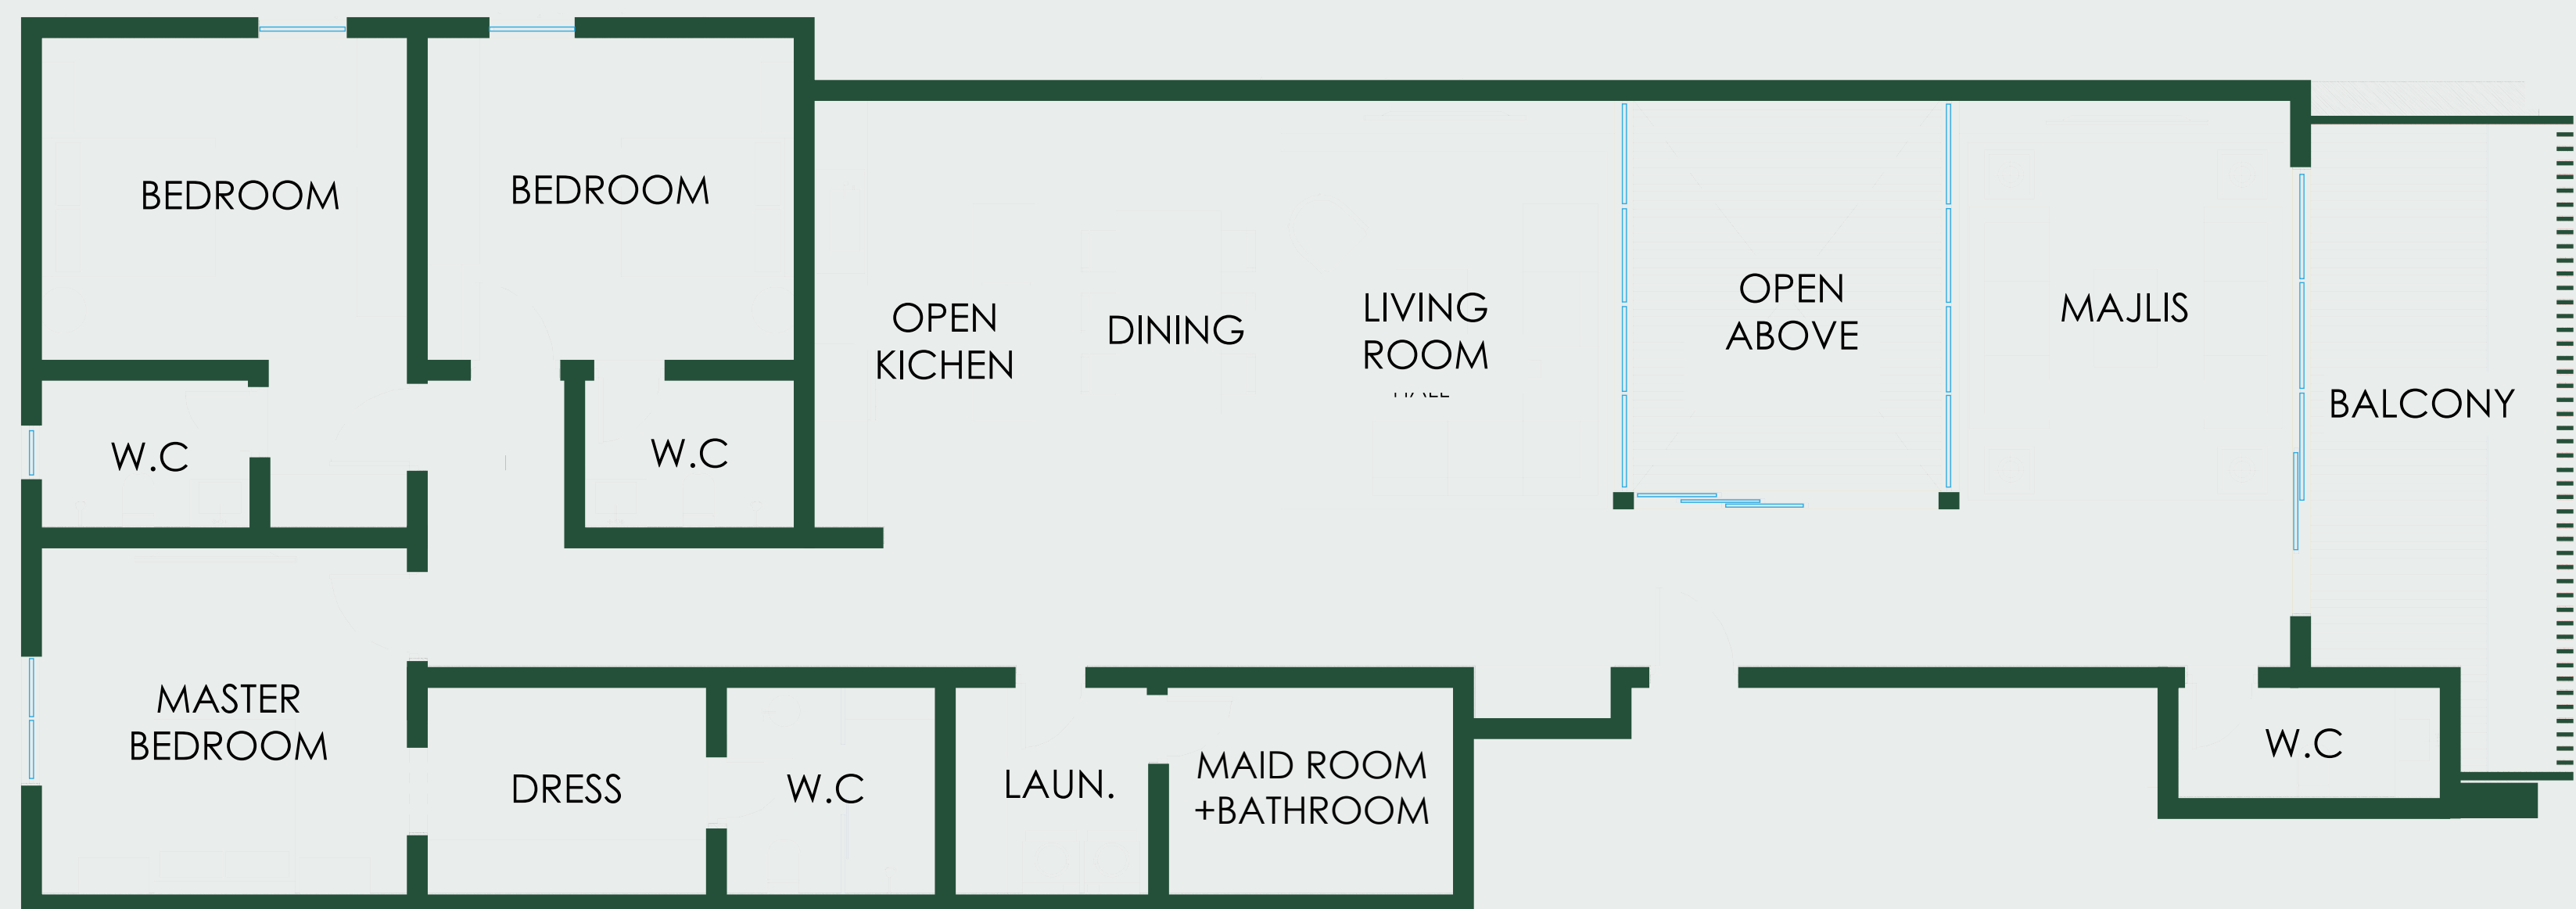 BEDROOM
BEDROOM
OPEN
KICHEN
DINING
LIVING
ROOM
OPEN
ABOVE
MAJLIS
BALCONY
W.C
W.C
MASTER
BEDROOM
DRESS
W.C
LAUN.
MAID ROOM
+BATHROOM
W.C